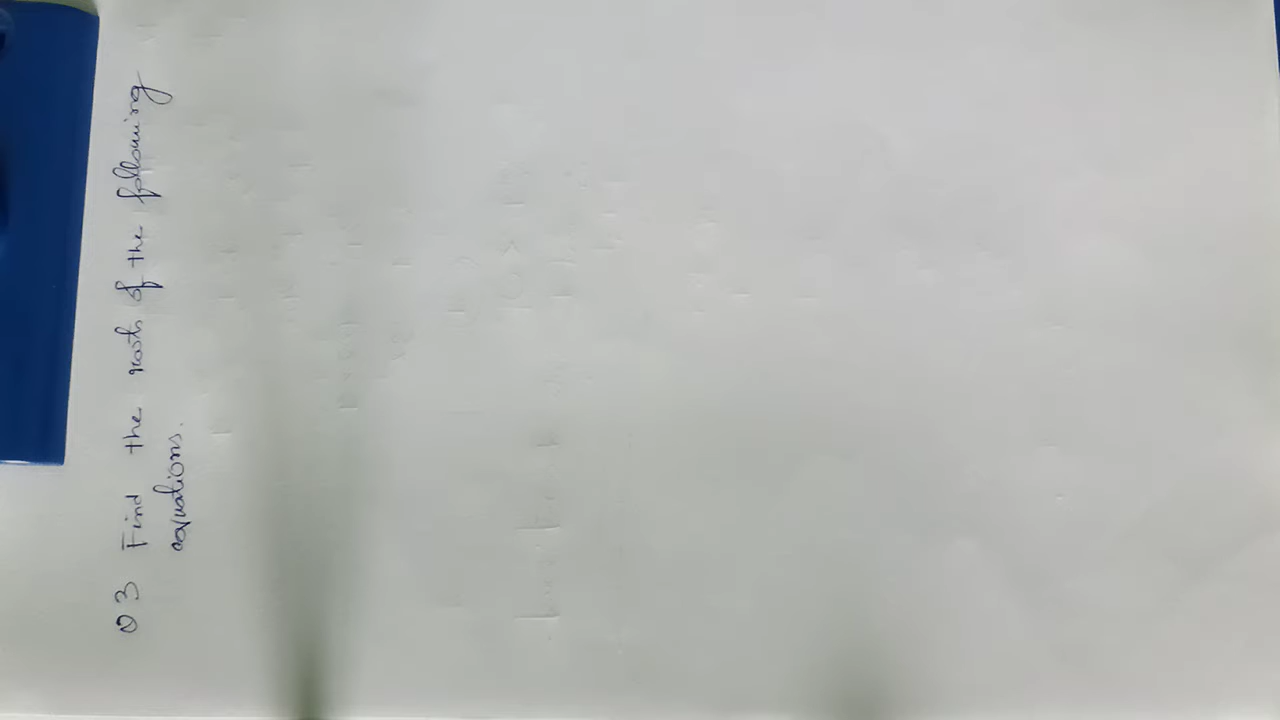 Q3 Find the roots of the following
equations.